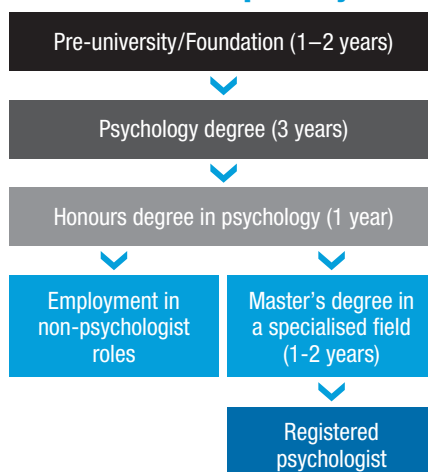 Pre-university/Foundation (1–2 years)
Psychology degree (3 years)
Honours degree in psychology (1 year)
Employment in
non-psychologist
roles
Master's degree in
a specialised field
(1-2 years)
Registered
psychologist